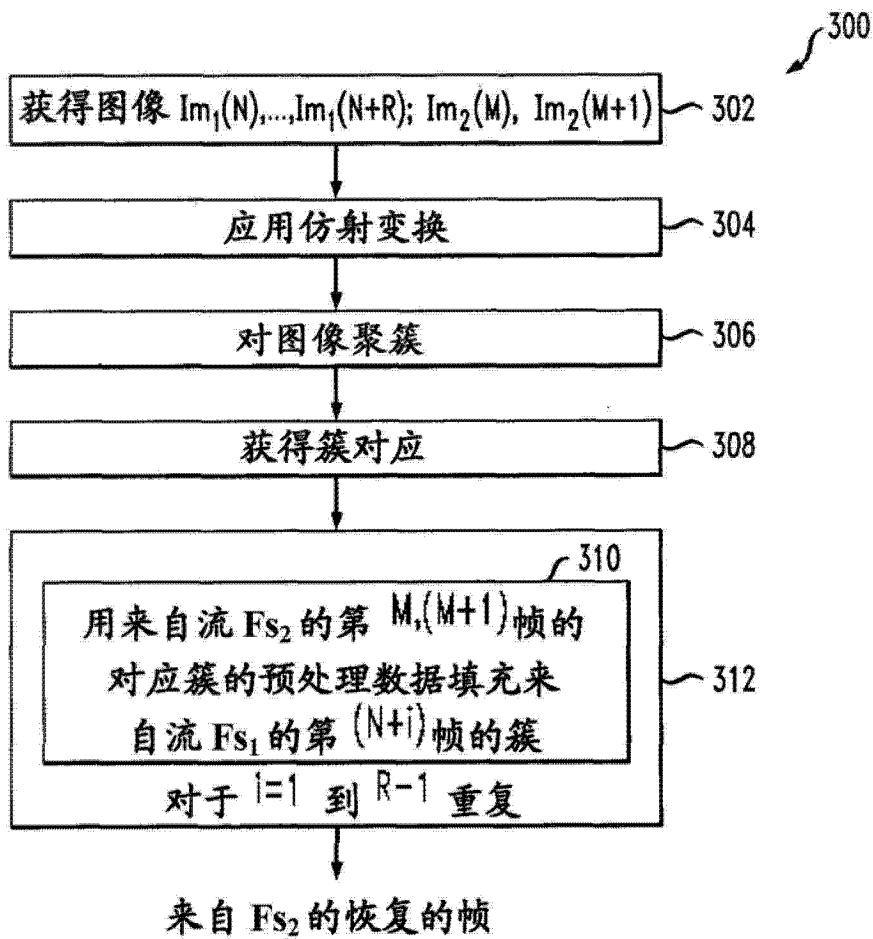 300
获得图像 Im₁(N),...,Im₁(N+R); Im₂(M), Im₂(M+1)
302
应用仿射变换
304
对图像聚簇
306
获得簇对应
308
310
用来自流 Fs₂ 的第 M,(M+1) 帧的
对应簇的预处理数据填充来
自流 Fs₁ 的第 (N+i) 帧的簇
312
对于 i=1 到 R-1 重复
来自 Fs₂ 的恢复的帧